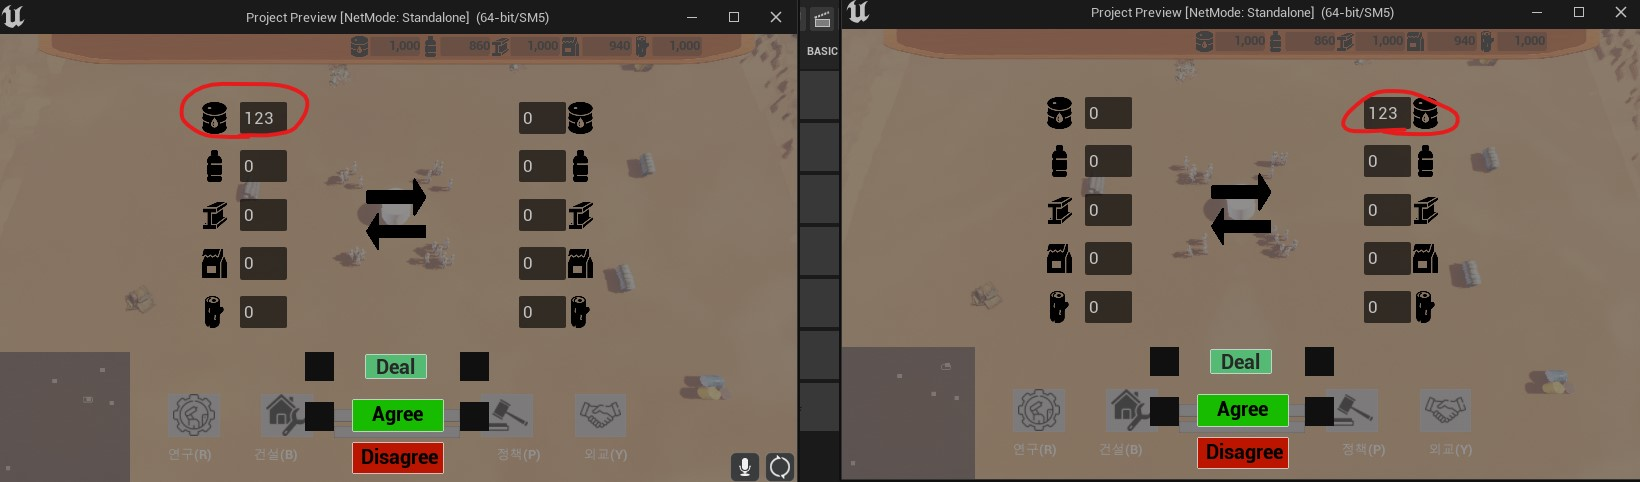 Project Preview [NetMode: Standalone] (64-bit/SM5)
1,000 860 1,000 940 1,000
123 0
0 0
0 0
0 0
0 0
Deal
Agree
Disagree
연구(R) 건설(B) 정책(P) 외교(Y)
BASIC
Project Preview [NetMode: Standalone] (64-bit/SM5)
1,000 860 1,000 940 1,000
0 123
0 0
0 0
0 0
0 0
Deal
Agree
Disagree
연구(R) 건설(B) 정책(P) 외교(Y)